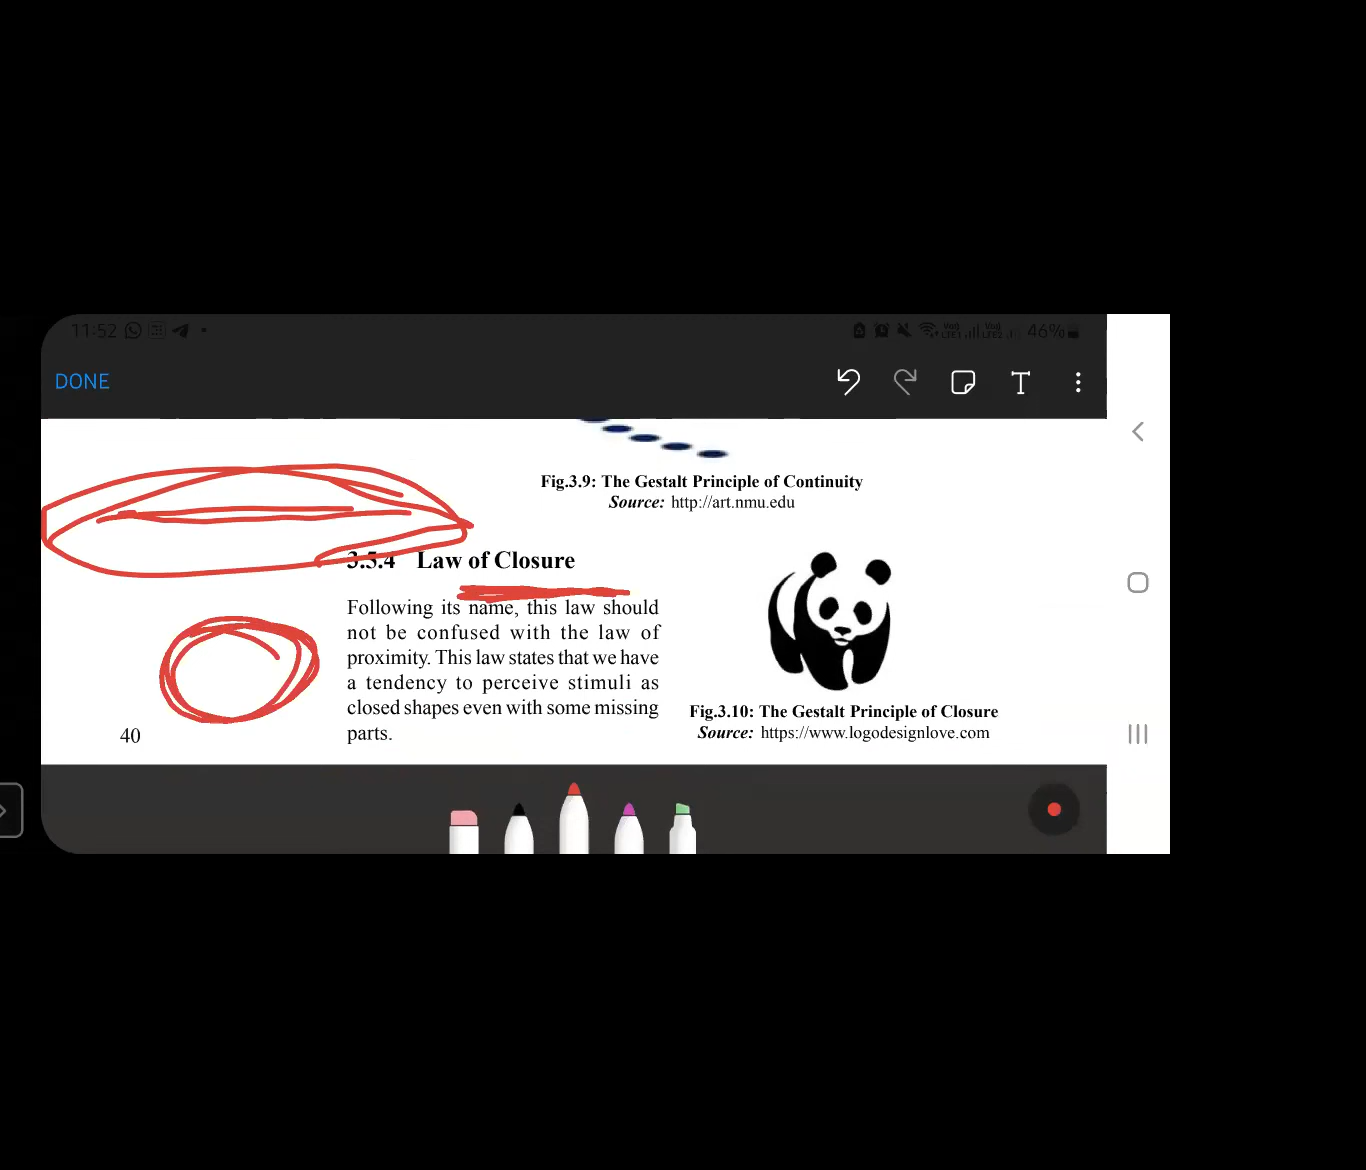 11:52
46%
DONE
Fig.3.9: The Gestalt Principle of Continuity
Source: http://art.nmu.edu
3.5.4 Law of Closure
Following its name, this law should
not be confused with the law of
proximity. This law states that we have
a tendency to perceive stimuli as
closed shapes even with some missing
parts.
Fig.3.10: The Gestalt Principle of Closure
Source: https://www.logodesignlove.com
40